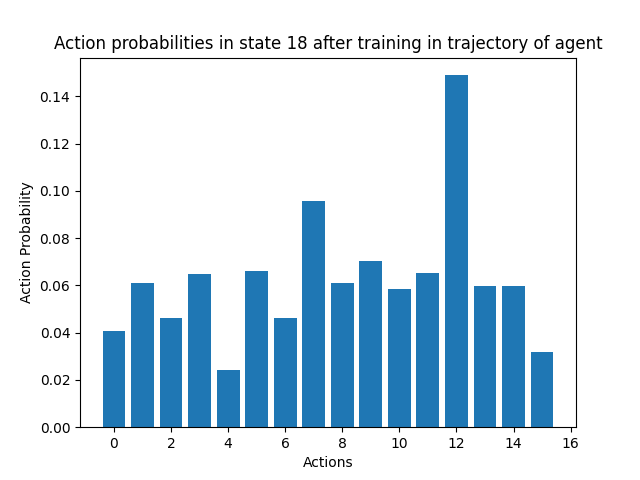 Action probabilities in state 18 after training in trajectory of agent
0.14
0.12
0.10
0.08
0.06
0.04
0.02
0.00
Action Probability
0 2 4 6 8 10 12 14 16
Actions